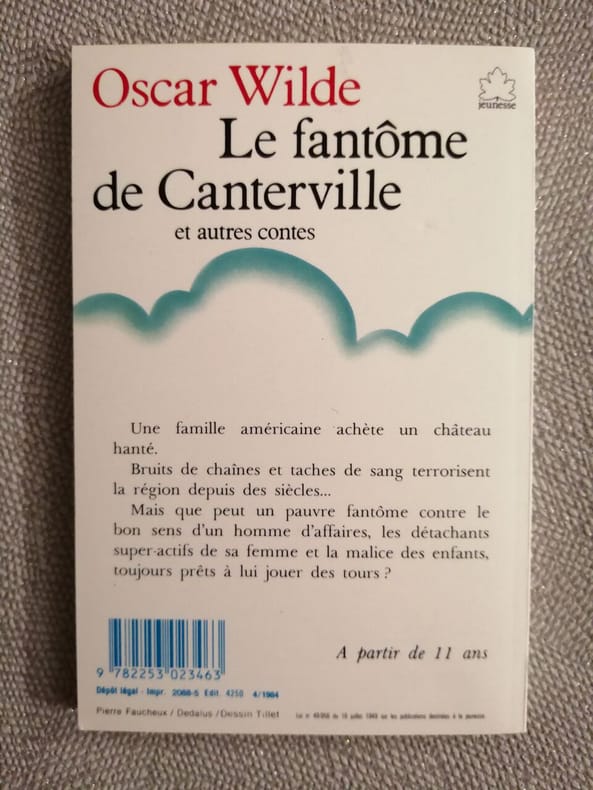 Oscar Wilde
jeunesse
Le fantôme
de Canterville
et autres contes
Une famille américaine achète un château
hanté.
Bruits de chaînes et taches de sang terrorisent
la région depuis des siècles...
Mais que peut un pauvre fantôme contre le
bon sens d'un homme d'affaires, les détachants
super-actifs de sa femme et la malice des enfants,
toujours prêts à lui jouer des tours ?
A partir de 11 ans
9 782253 023463
Dépôt légal - Impr. 2068-5 Edit. 4250 4/1984
Pierre Faucheux / Dedalus / Dessin Tillet
Loi n° 49.956 du 16 juillet 1949 sur les publications destinées à la jeunesse